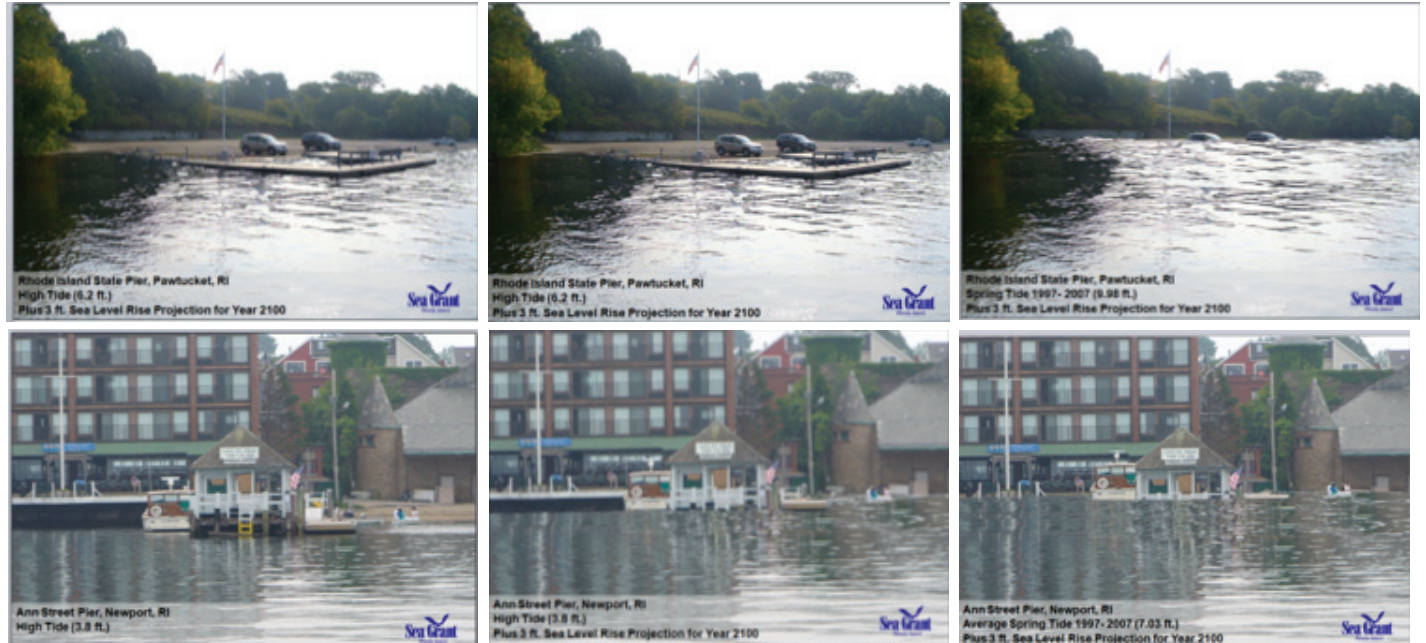 Rhode Island State Pier, Pawtucket, RI
High Tide (6.2 ft.)
Plus 3 ft. Sea Level Rise Projection for Year 2100
Sea Grant
Rhode Island
Rhode Island State Pier, Pawtucket, RI
High Tide (6.2 ft.)
Plus 3 ft. Sea Level Rise Projection for Year 2100
Sea Grant
Rhode Island State Pier, Pawtucket, RI
Spring Tide 1997- 2007 (9.98 ft.)
Plus 3 ft. Sea Level Rise Projection for Year 2100
Sea Grant
Ann Street Pier, Newport, RI
High Tide (3.8 ft.)
Sea Grant
Ann Street Pier, Newport, RI
High Tide (3.8 ft.)
Plus 3 ft. Sea Level Rise Projection for Year 2100
Sea Grant
Ann Street Pier, Newport, RI
Average Spring Tide 1997- 2007 (7.03 ft.)
Plus 3 ft. Sea Level Rise Projection for Year 2100
Sea Grant